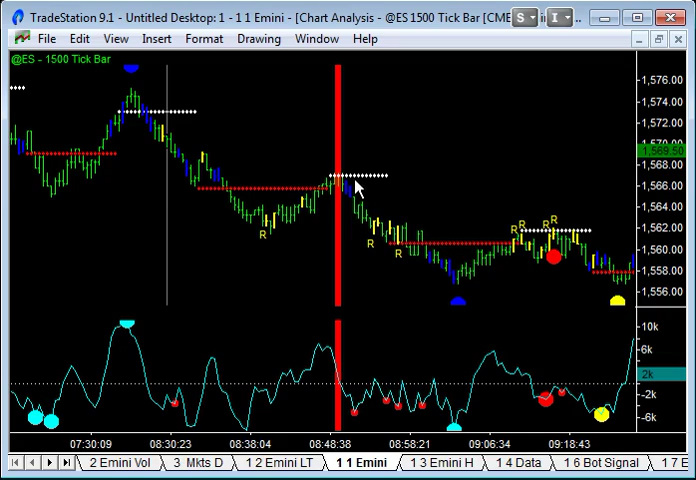 TradeStation 9.1 - Untitled Desktop: 1 - 1 1 Emini - [Chart Analysis - @ES 1500 Tick Bar [CME
S
I
File Edit View Insert Format Drawing Window Help
@ES - 1500 Tick Bar
1,576.00
1,574.00
1,572.00
1,569.50
1,568.00
1,566.00
1,564.00
1,562.00
1,560.00
1,558.00
1,556.00
R R R R R R R
10k
6k
2k
-2k
-6k
07:30:09 08:30:23 08:38:04 08:48:38 08:58:21 09:06:34 09:18:43
2 Emini Vol 3 Mkts D 1 2 Emini LT 1 1 Emini 1 3 Emini H 1 4 Data 1 6 Bot Signal 1 7 E